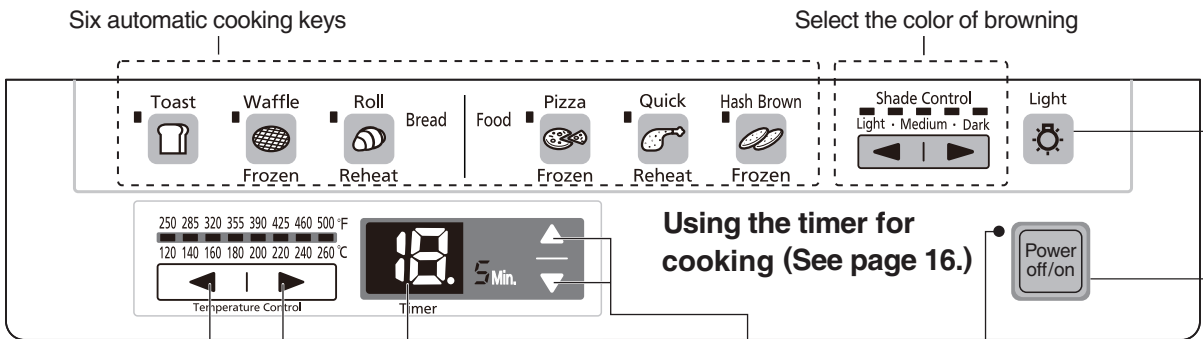 Six automatic cooking keys
Select the color of browning
Toast
Waffle
Frozen
Roll
Reheat
Bread
Food
Pizza
Frozen
Quick
Reheat
Hash Brown
Frozen
Shade Control
Light · Medium · Dark
Light
250 285 320 355 390 425 460 500 °F
120 140 160 180 200 220 240 260 °C
Temperature Control
18.
5 Min.
Timer
Using the timer for
cooking (See page 16.)
Power
off/on